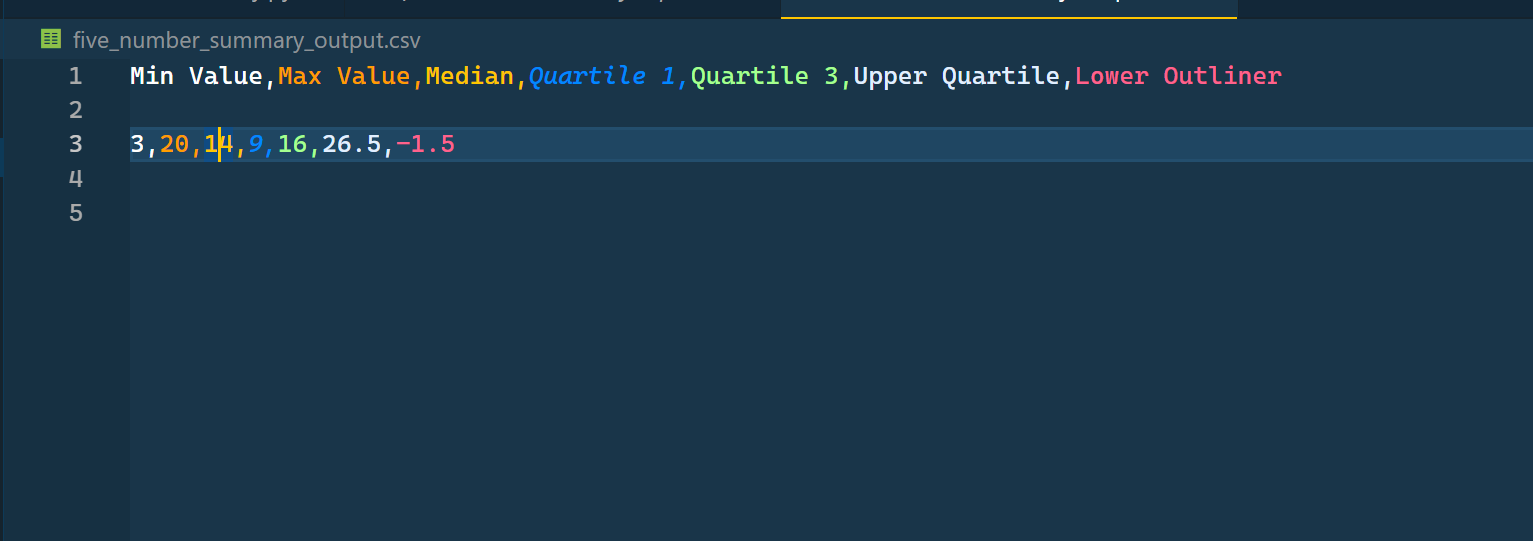 five_number_summary_output.csv
1 Min Value,Max Value,Median,Quartile 1,Quartile 3,Upper Quartile,Lower Outliner
2
3 3,20,14,9,16,26.5,-1.5
4
5